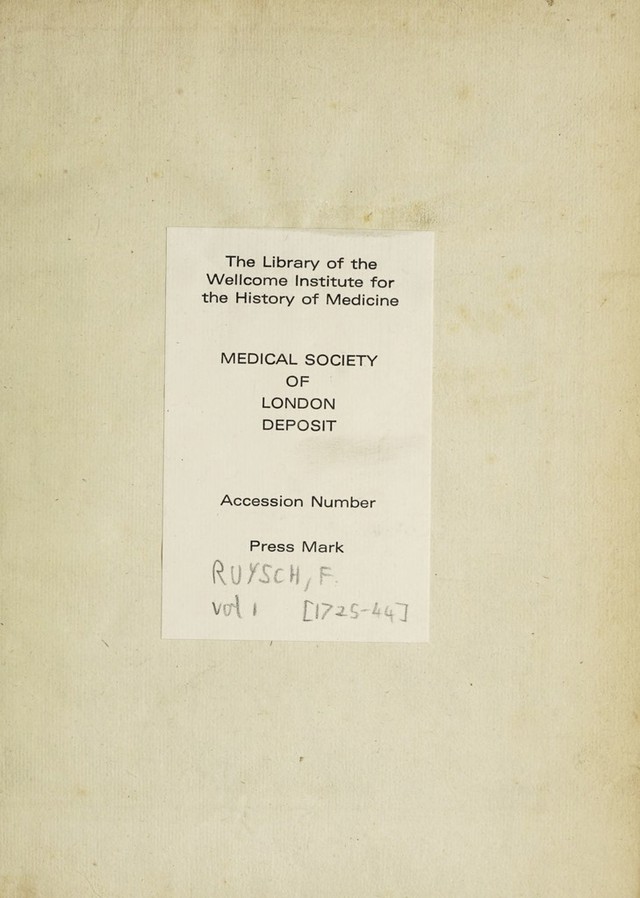 The Library of the
Wellcome Institute for
the History of Medicine
MEDICAL SOCIETY
OF
LONDON
DEPOSIT
Accession Number
Press Mark
RUYSCH, F.
vol 1 [1725-44]